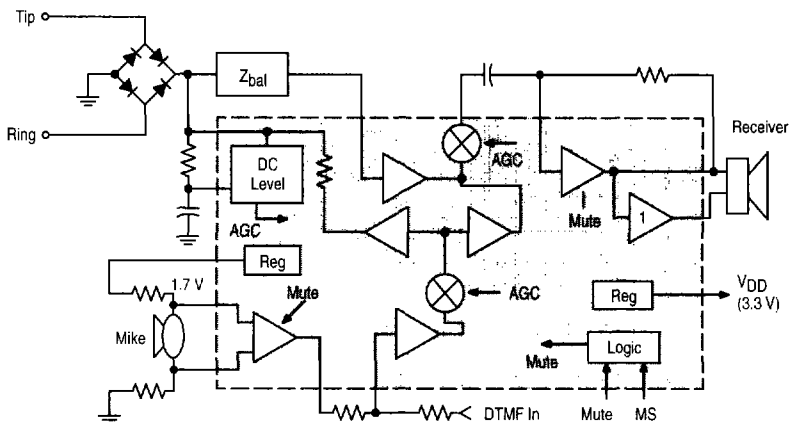 Tip
Z bal
Ring
Receiver
AGC
DC
Level
Mute
1
AGC
Reg
1.7 V
Mute
AGC
Reg
VDD
(3.3 V)
Mike
Mute
Logic
DTMF In
Mute
MS